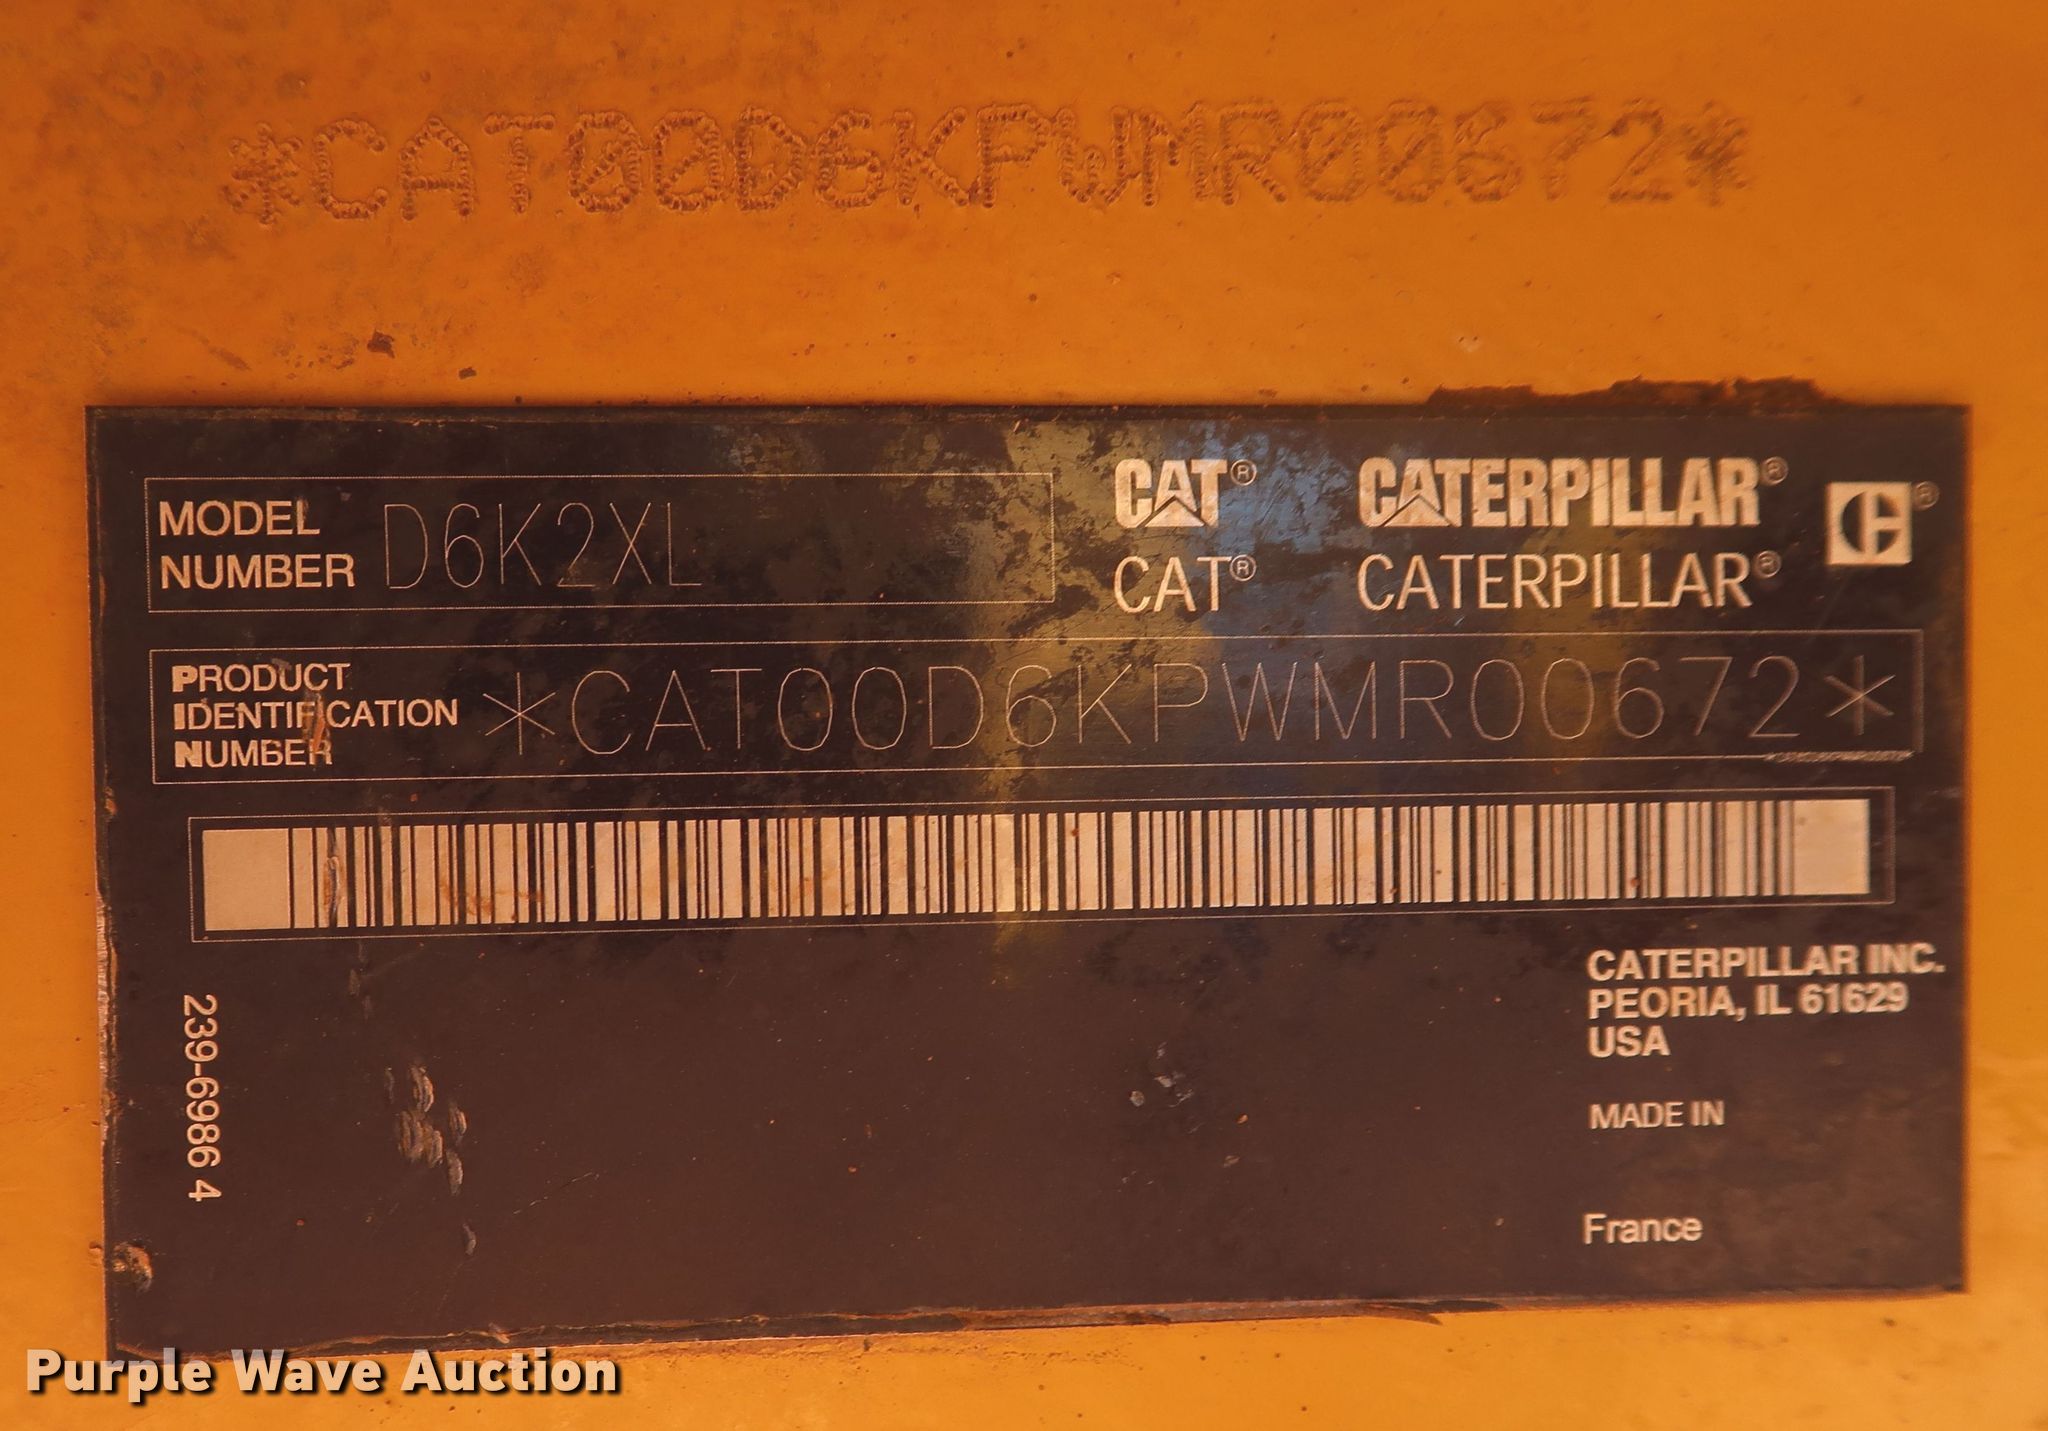 *CAT00D6KPWMR00672*
MODEL NUMBER D6K2XL
CAT® CATERPILLAR® C®
CAT® CATERPILLAR®
PRODUCT IDENTIFICATION NUMBER *CAT00D6KPWMR00672*
239-6986 4
CATERPILLAR INC.
PEORIA, IL 61629
USA
MADE IN
France
Purple Wave Auction